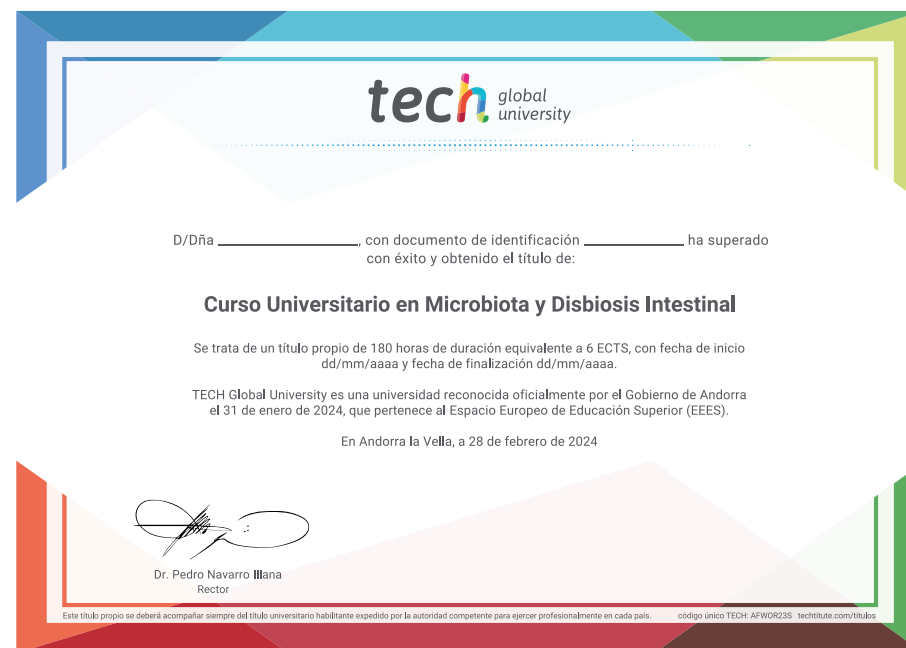 tech global university
D/Dña ____________________, con documento de identificación ______________ ha superado
con éxito y obtenido el título de:
Curso Universitario en Microbiota y Disbiosis Intestinal
Se trata de un título propio de 180 horas de duración equivalente a 6 ECTS, con fecha de inicio
dd/mm/aaaa y fecha de finalización dd/mm/aaaa.
TECH Global University es una universidad reconocida oficialmente por el Gobierno de Andorra
el 31 de enero de 2024, que pertenece al Espacio Europeo de Educación Superior (EEES).
En Andorra la Vella, a 28 de febrero de 2024
Dr. Pedro Navarro Illana
Rector
Este título propio se deberá acompañar siempre del título universitario habilitante expedido por la autoridad competente para ejercer profesionalmente en cada país. código único TECH: AFWOR23S techtitute.com/titulos